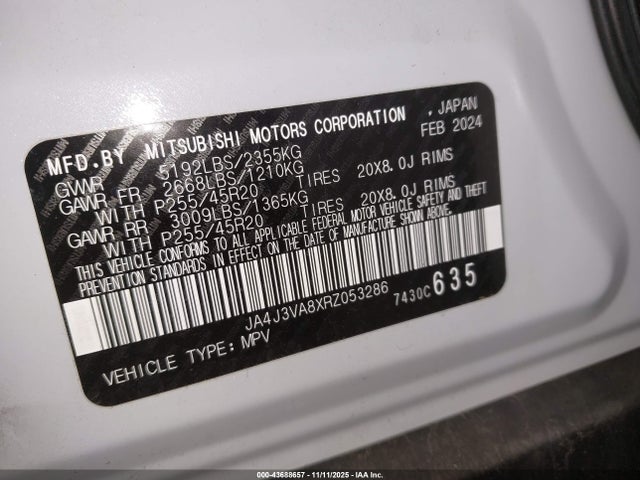 MFD.BY MITSUBISHI MOTORS CORPORATION , JAPAN
GVWR 5192LBS/2355KG FEB 2024
GAWR FR 2668LBS/1210KG
WITH P255/45R20 TIRES 20X8.0J RIMS
GAWR RR 3009LBS/1365KG
WITH P255/45R20 TIRES 20X8.0J RIMS
THIS VEHICLE CONFORMS TO ALL APPLICABLE FEDERAL MOTOR VEHICLE SAFETY AND THEFT
PREVENTION STANDARDS IN EFFECT ON THE DATE OF MANUFACTURE SHOWN ABOVE.
JA4J3VA8XRZ053286 7430C 635
VEHICLE TYPE: MPV
000-43688657 - 11/11/2025 - IAA Inc.